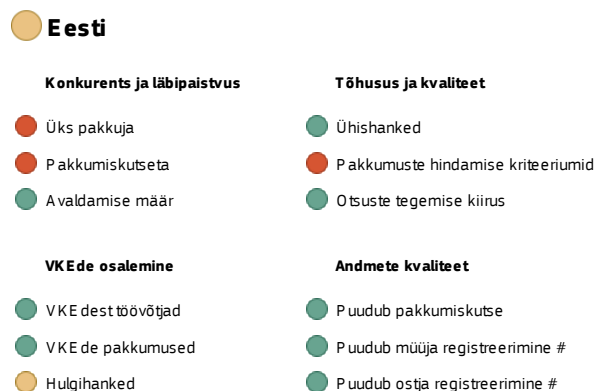 Eesti
Konkurents ja läbipaistvus
Üks pakkuja
Pakkumiskutseta
Avaldamise määr
Tõhusus ja kvaliteet
Ühishanked
Pakkumuste hindamise kriteeriumid
Otsuste tegemise kiirus
VKEde osalemine
VKEdest töövõtjad
VKEde pakkumused
Hulgihanked
Andmete kvaliteet
Puudub pakkumiskutse
Puudub müüja registreerimine #
Puudub ostja registreerimine #